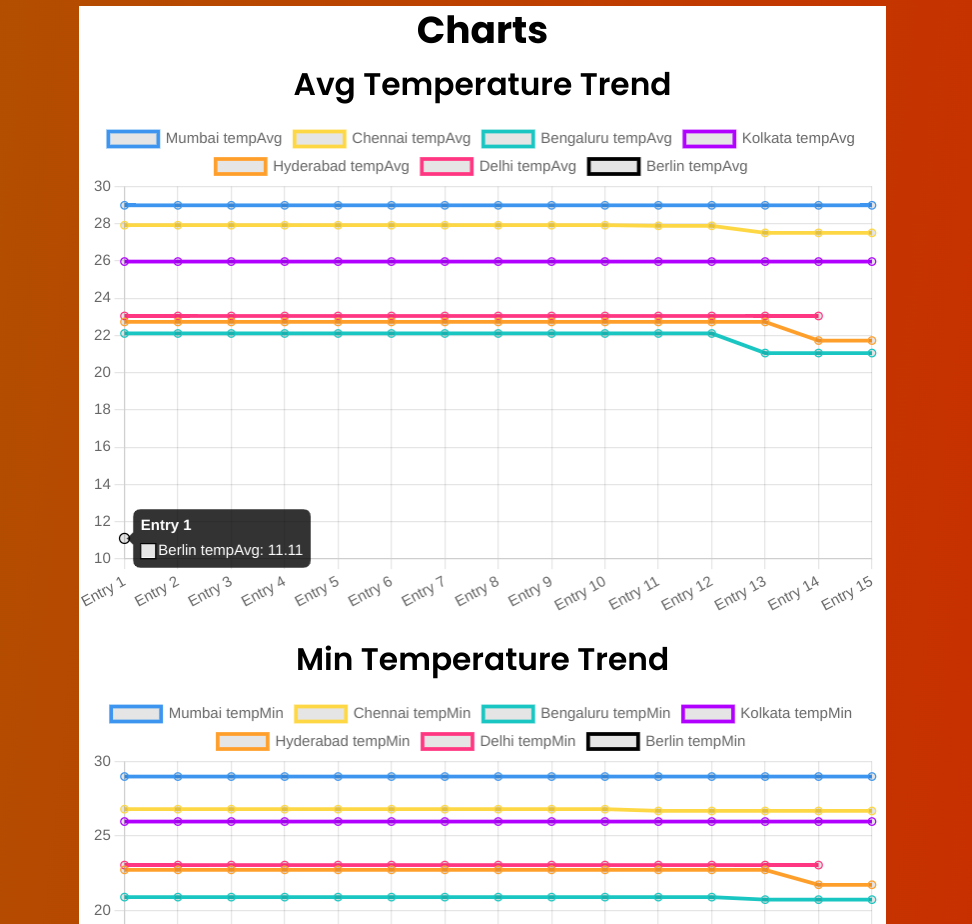 Charts
Avg Temperature Trend
Mumbai tempAvg Chennai tempAvg Bengaluru tempAvg Kolkata tempAvg
Hyderabad tempAvg Delhi tempAvg Berlin tempAvg
30
28
26
24
22
20
18
16
14
12
10
Entry 1
Berlin tempAvg: 11.11
Entry 1 Entry 2 Entry 3 Entry 4 Entry 5 Entry 6 Entry 7 Entry 8 Entry 9 Entry 10 Entry 11 Entry 12 Entry 13 Entry 14 Entry 15
Min Temperature Trend
Mumbai tempMin Chennai tempMin Bengaluru tempMin Kolkata tempMin
Hyderabad tempMin Delhi tempMin Berlin tempMin
30
25
20